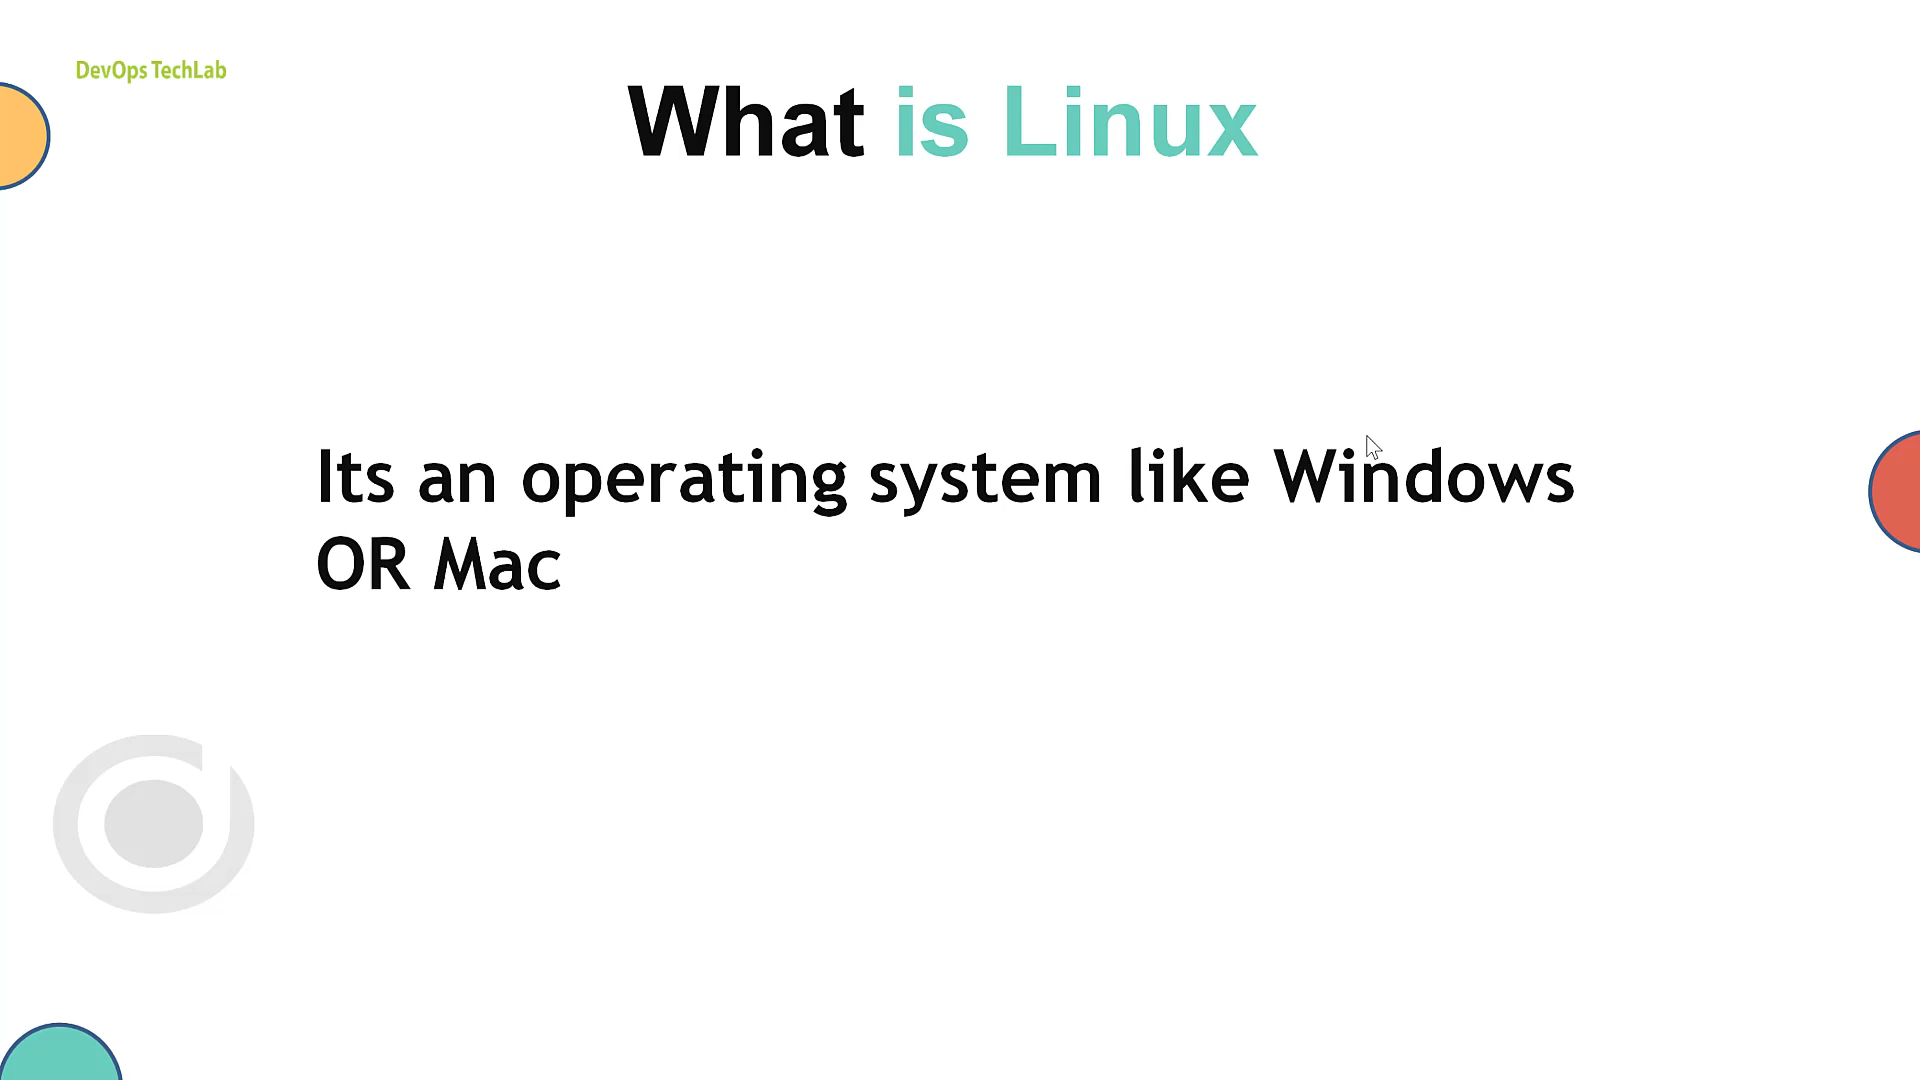 DevOps TechLab
What is Linux
Its an operating system like Windows
OR Mac